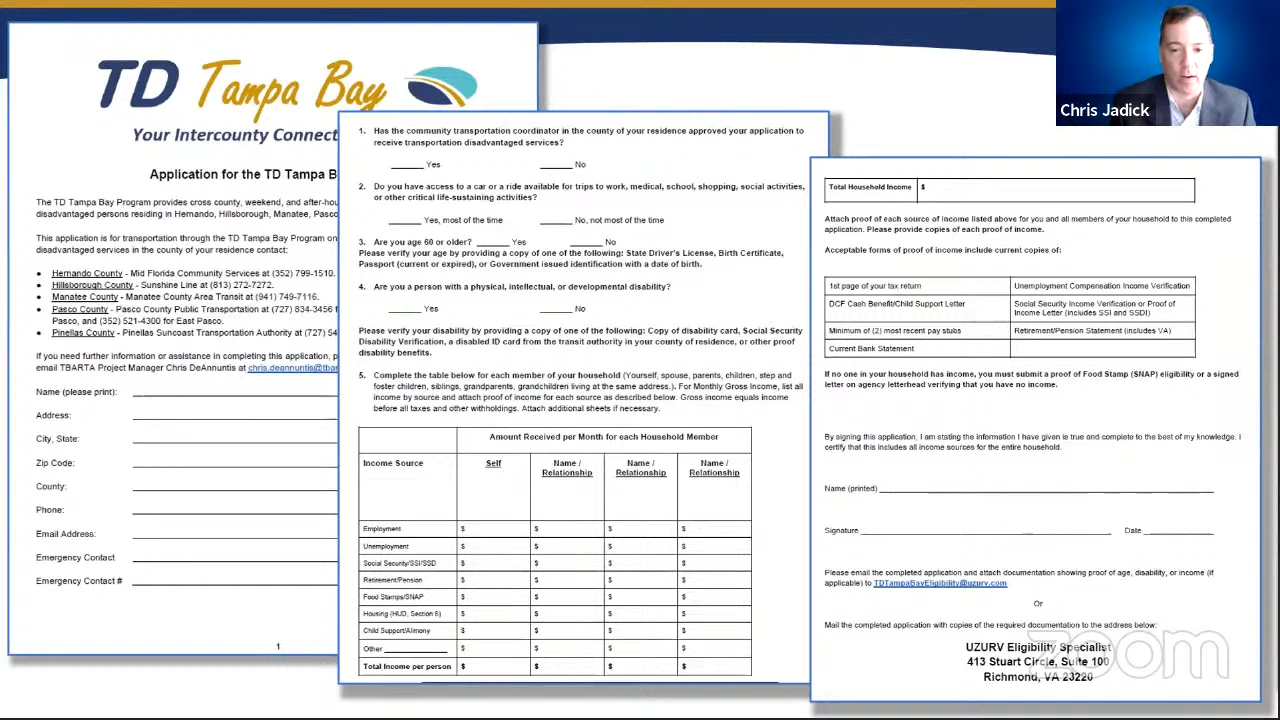 TD Tampa Bay
Your Intercounty Connect
Application for the TD Tampa B
The TD Tampa Bay Program provides cross county, weekend, and after-hou
disadvantaged persons residing in Hernando, Hillsborough, Manatee, Pasco
This application is for transportation through the TD Tampa Bay Program on
disadvantaged services in the county of your residence contact:
● Hernando County - Mid Florida Community Services at (352) 799-1510.
● Hillsborough County - Sunshine Line at (813) 272-7272.
● Manatee County - Manatee County Area Transit at (941) 749-7116.
● Pasco County - Pasco County Public Transportation at (727) 834-3456 f
Pasco, and (352) 521-4300 for East Pasco.
● Pinellas County - Pinellas Suncoast Transportation Authority at (727) 54
If you need further information or assistance in completing this application, p
email TBARTA Project Manager Chris DeAnnuntis at chris.deannuntis@tbar
Name (please print):
Address:
City, State:
Zip Code:
County:
Phone:
Email Address:
Emergency Contact
Emergency Contact #
1
1. Has the community transportation coordinator in the county of your residence approved your application to
receive transportation disadvantaged services?
______ Yes ______ No
2. Do you have access to a car or a ride available for trips to work, medical, school, shopping, social activities,
or other critical life-sustaining activities?
______ Yes, most of the time ______ No, not most of the time
3. Are you age 60 or older? ______ Yes ______ No
Please verify your age by providing a copy of one of the following: State Driver's License, Birth Certificate,
Passport (current or expired), or Government issued identification with a date of birth.
4. Are you a person with a physical, intellectual, or developmental disability?
______ Yes ______ No
Please verify your disability by providing a copy of one of the following: Copy of disability card, Social Security
Disability Verification, a disabled ID card from the transit authority in your county of residence, or other proof
disability benefits.
5. Complete the table below for each member of your household (Yourself, spouse, parents, children, step and
foster children, siblings, grandparents, grandchildren living at the same address.). For Monthly Gross Income, list all
income by source and attach proof of income for each source as described below. Gross income equals income
before all taxes and other withholdings. Attach additional sheets if necessary.
Amount Received per Month for each Household Member
Income Source Self Name / Relationship Name / Relationship Name / Relationship
Employment $ $ $ $
Unemployment $ $ $ $
Social Security/SSI/SSD $ $ $ $
Retirement/Pension $ $ $ $
Food Stamps/SNAP $ $ $ $
Housing (HUD, Section 8) $ $ $ $
Child Support/Alimony $ $ $ $
Other ____________ $ $ $ $
Total Income per person $ $ $ $
Chris Jadick
Total Household Income $
Attach proof of each source of income listed above for you and all members of your household to this completed
application. Please provide copies of each proof of income.
Acceptable forms of proof of income include current copies of:
1st page of your tax return Unemployment Compensation Income Verification
DCF Cash Benefit/Child Support Letter Social Security Income Verification or Proof of
Income Letter (includes SSI and SSDI)
Minimum of (2) most recent pay stubs Retirement/Pension Statement (includes VA)
Current Bank Statement
If no one in your household has income, you must submit a proof of Food Stamp (SNAP) eligibility or a signed
letter on agency letterhead verifying that you have no income.
By signing this application, I am stating the information I have given is true and complete to the best of my knowledge. I
certify that this includes all income sources for the entire household.
Name (printed)
Signature Date
Please email the completed application and attach documentation showing proof of age, disability, or income (if
applicable) to TDTampaBayEligibility@uzurv.com
Or
Mail the completed application with copies of the required documentation to the address below:
UZURV Eligibility Specialist
413 Stuart Circle, Suite 100
Richmond, VA 23220
zoom